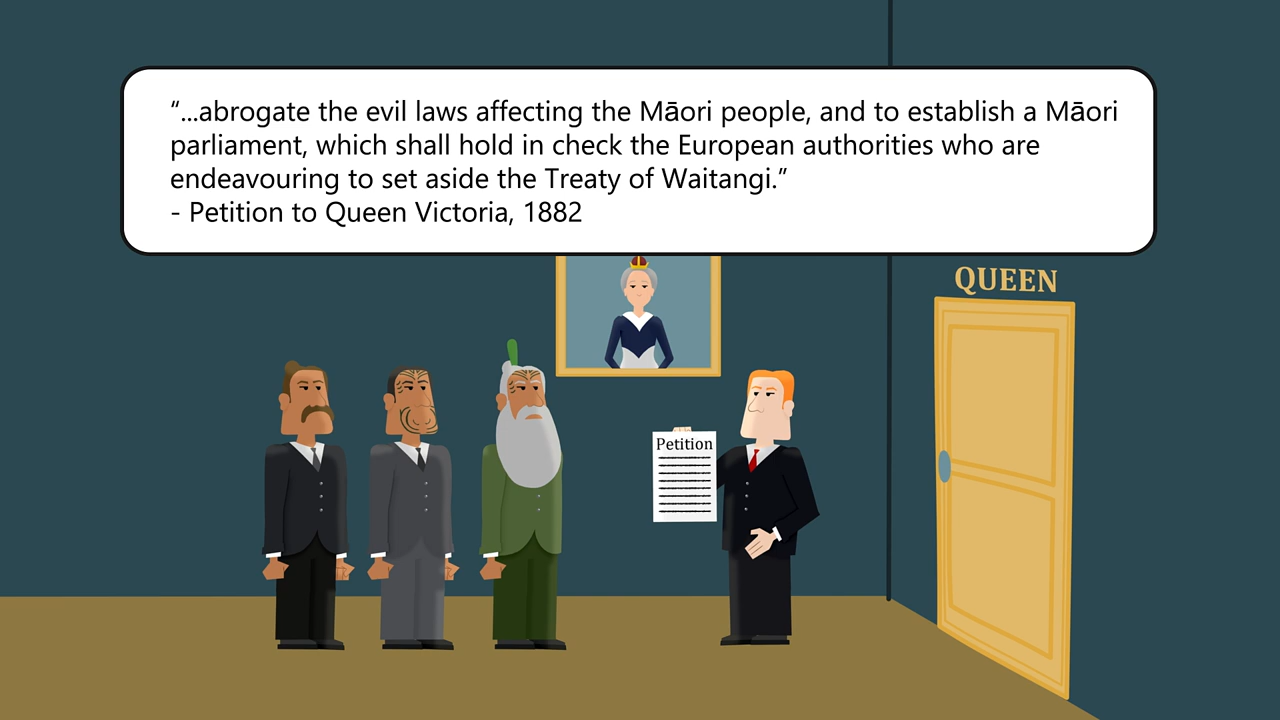 “...abrogate the evil laws affecting the Māori people, and to establish a Māori
parliament, which shall hold in check the European authorities who are
endeavouring to set aside the Treaty of Waitangi.”
- Petition to Queen Victoria, 1882
QUEEN
Petition